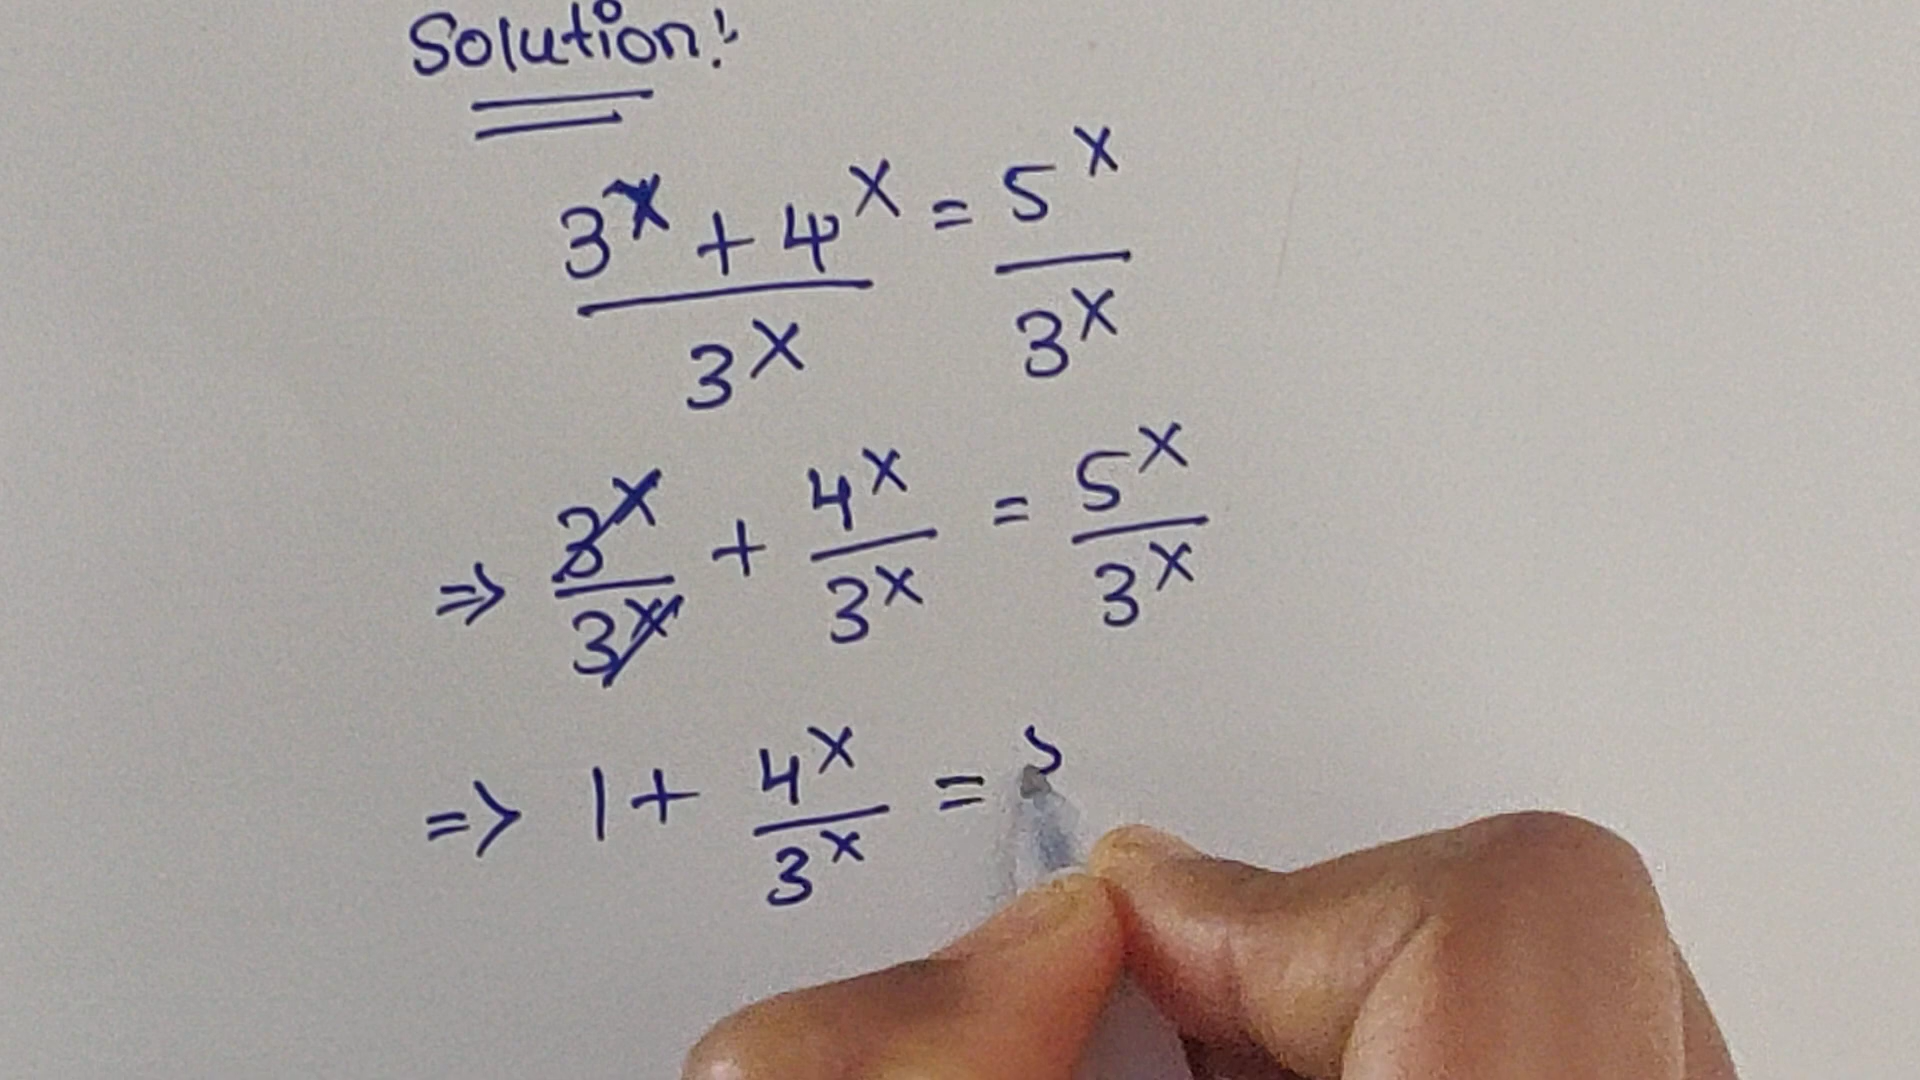 Solution:
3^x + 4^x / 3^x = 5^x / 3^x
⇒ 3^x / 3^x + 4^x / 3^x = 5^x / 3^x
⇒ 1 + 4^x / 3^x =